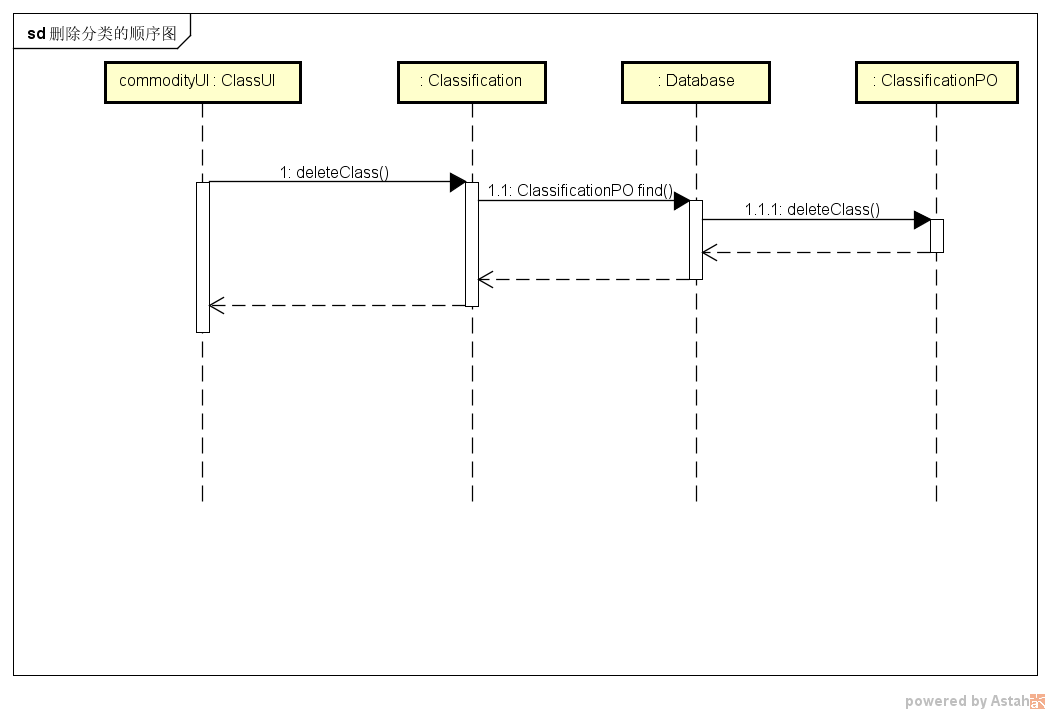 sd 删除分类的顺序图
commodityUI : ClassUI
: Classification
: Database
: ClassificationPO
1: deleteClass()
1.1: ClassificationPO find()
1.1.1: deleteClass()
powered by Astah